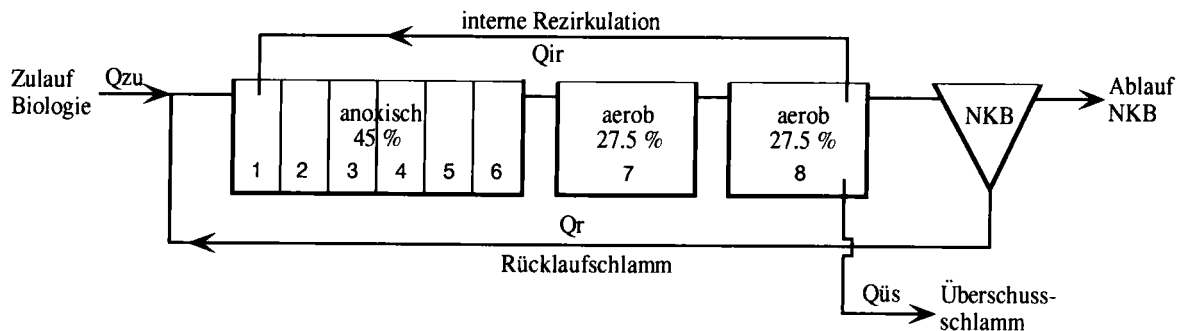 interne Rezirkulation
Qir
Zulauf
Biologie
Qzu
anoxisch
45 %
1 2 3 4 5 6
aerob
27.5 %
7
aerob
27.5 %
8
NKB
Ablauf
NKB
Qr
Rücklaufschlamm
Qüs
Überschuss-
schlamm